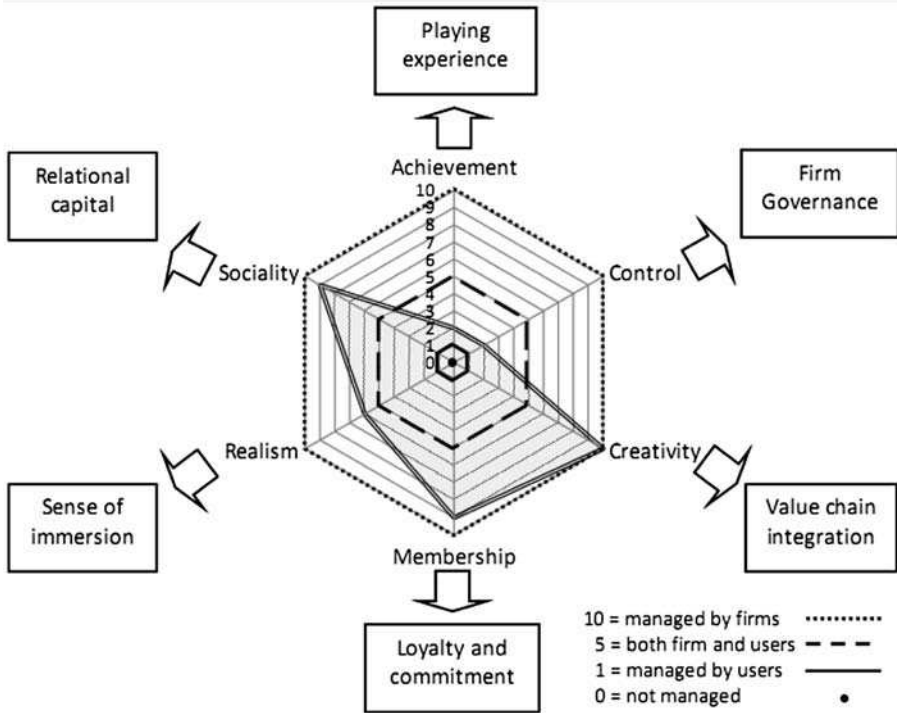 Playing
experience
Relational
capital
Firm
Governance
Achievement
10
9
8
7
6
5
4
3
2
1
0
Sociality
Control
Realism
Creativity
Sense of
immersion
Value chain
integration
Membership
Loyalty and
commitment
10 = managed by firms
5 = both firm and users
1 = managed by users
0 = not managed